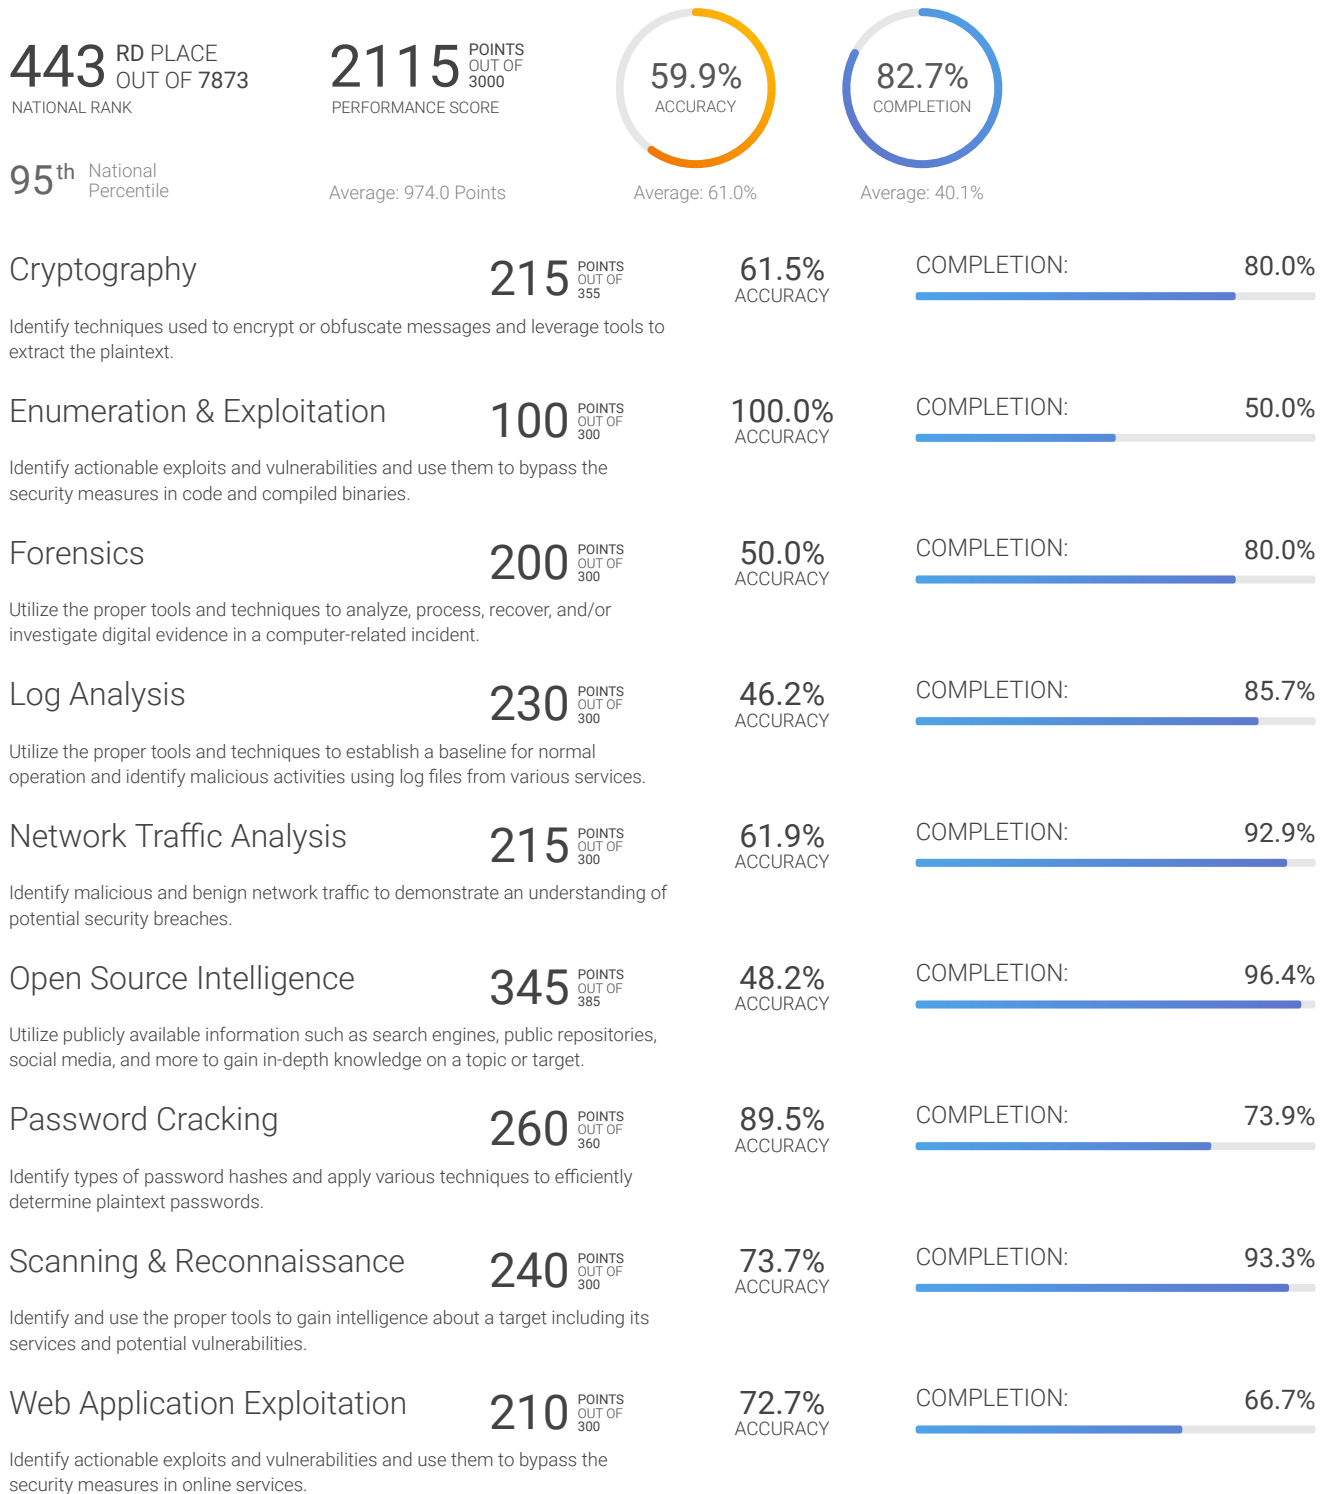 443 RD PLACE
OUT OF 7873
NATIONAL RANK
95th National
Percentile
2115 POINTS
OUT OF
3000
PERFORMANCE SCORE
Average: 974.0 Points
59.9%
ACCURACY
Average: 61.0%
82.7%
COMPLETION
Average: 40.1%
Cryptography
215 POINTS
OUT OF
355
61.5%
ACCURACY
COMPLETION: 80.0%
Identify techniques used to encrypt or obfuscate messages and leverage tools to
extract the plaintext.
Enumeration & Exploitation
100 POINTS
OUT OF
300
100.0%
ACCURACY
COMPLETION: 50.0%
Identify actionable exploits and vulnerabilities and use them to bypass the
security measures in code and compiled binaries.
Forensics
200 POINTS
OUT OF
300
50.0%
ACCURACY
COMPLETION: 80.0%
Utilize the proper tools and techniques to analyze, process, recover, and/or
investigate digital evidence in a computer-related incident.
Log Analysis
230 POINTS
OUT OF
300
46.2%
ACCURACY
COMPLETION: 85.7%
Utilize the proper tools and techniques to establish a baseline for normal
operation and identify malicious activities using log files from various services.
Network Traffic Analysis
215 POINTS
OUT OF
300
61.9%
ACCURACY
COMPLETION: 92.9%
Identify malicious and benign network traffic to demonstrate an understanding of
potential security breaches.
Open Source Intelligence
345 POINTS
OUT OF
385
48.2%
ACCURACY
COMPLETION: 96.4%
Utilize publicly available information such as search engines, public repositories,
social media, and more to gain in-depth knowledge on a topic or target.
Password Cracking
260 POINTS
OUT OF
360
89.5%
ACCURACY
COMPLETION: 73.9%
Identify types of password hashes and apply various techniques to efficiently
determine plaintext passwords.
Scanning & Reconnaissance
240 POINTS
OUT OF
300
73.7%
ACCURACY
COMPLETION: 93.3%
Identify and use the proper tools to gain intelligence about a target including its
services and potential vulnerabilities.
Web Application Exploitation
210 POINTS
OUT OF
300
72.7%
ACCURACY
COMPLETION: 66.7%
Identify actionable exploits and vulnerabilities and use them to bypass the
security measures in online services.